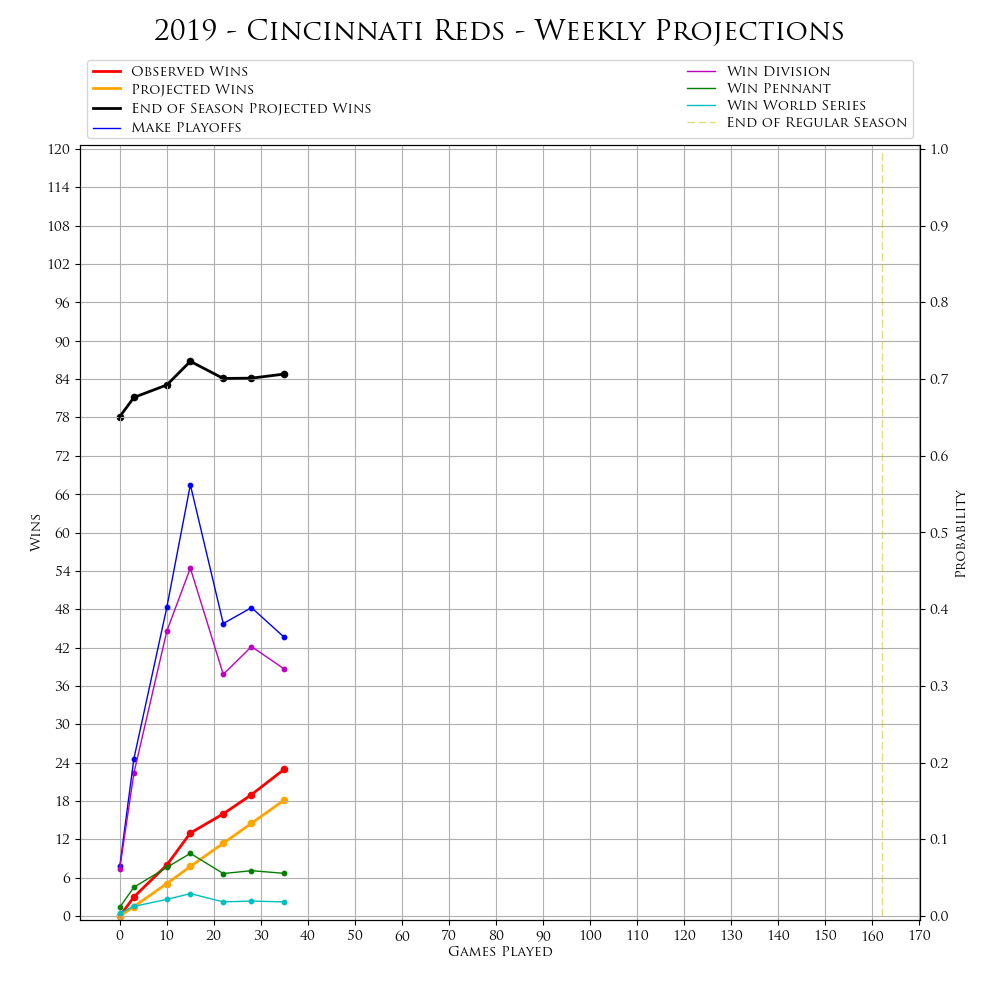 2019 - Cincinnati Reds - Weekly Projections
Observed Wins
Projected Wins
End of Season Projected Wins
Make Playoffs
Win Division
Win Pennant
Win World Series
End of Regular Season
120
114
108
102
96
90
84
78
72
66
60
54
48
42
36
30
24
18
12
6
0
Wins
1.0
0.9
0.8
0.7
0.6
0.5
0.4
0.3
0.2
0.1
0.0
Probability
0 10 20 30 40 50 60 70 80 90 100 110 120 130 140 150 160 170
Games Played